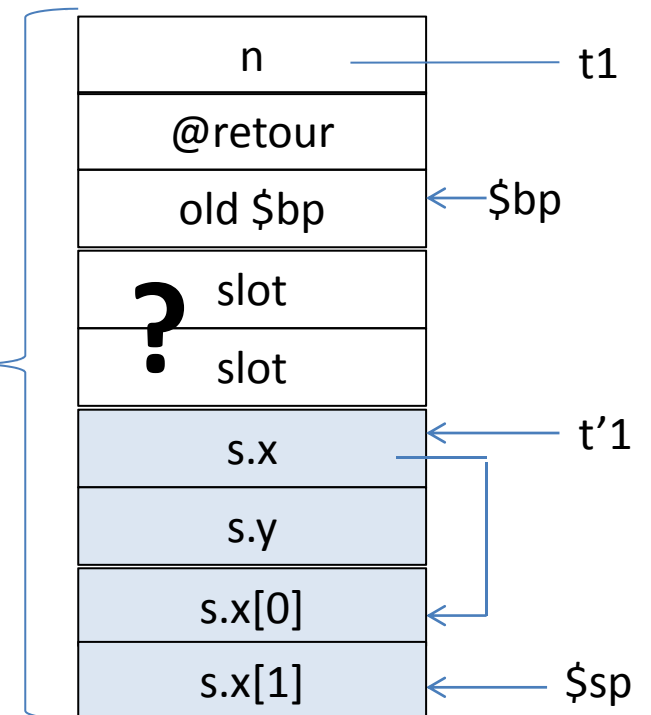 n
t1
@retour
old $bp
$bp
slot
?
slot
s.x
t’1
s.y
s.x[0]
s.x[1]
$sp